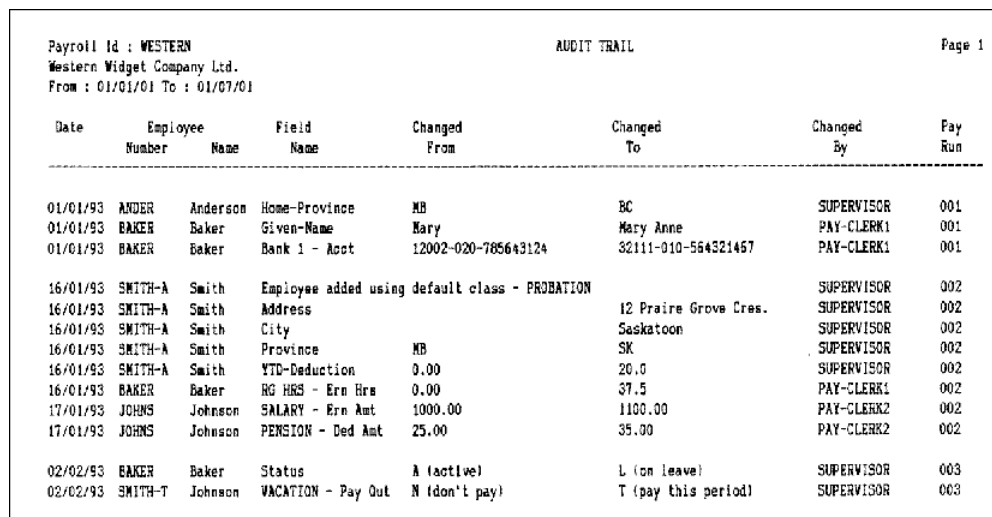 Payroll Id : WESTERN AUDIT TRAIL Page 1
Western Widget Company Ltd.
From : 01/01/01 To : 01/07/01
Date Employee Field Changed Changed Changed Pay
Number Name Name From To By Run
01/01/93 ANDER Anderson Home-Province MB BC SUPERVISOR 001
01/01/93 BAKER Baker Given-Name Mary Mary Anne PAY-CLERK1 001
01/01/93 BAKER Baker Bank 1 - Acct 12002-020-785643124 32111-010-564321467 PAY-CLERK1 001
16/01/93 SMITH-A Smith Employee added using default class - PROBATION SUPERVISOR 002
16/01/93 SMITH-A Smith Address 12 Praire Grove Cres. SUPERVISOR 002
16/01/93 SMITH-A Smith City Saskatoon SUPERVISOR 002
16/01/93 SMITH-A Smith Province MB SK SUPERVISOR 002
16/01/93 SMITH-A Smith YTD-Deduction 0.00 20.0 SUPERVISOR 002
16/01/93 BAKER Baker RG HRS - Ern Hrs 0.00 37.5 PAY-CLERK1 002
17/01/93 JOHNS Johnson SALARY - Ern Amt 1000.00 1100.00 PAY-CLERK2 002
17/01/93 JOHNS Johnson PENSION - Ded Amt 25.00 35.00 PAY-CLERK2 002
02/02/93 BAKER Baker Status A (active) L (on leave) SUPERVISOR 003
02/02/93 SMITH-T Johnson VACATION - Pay Out N (don't pay) T (pay this period) SUPERVISOR 003